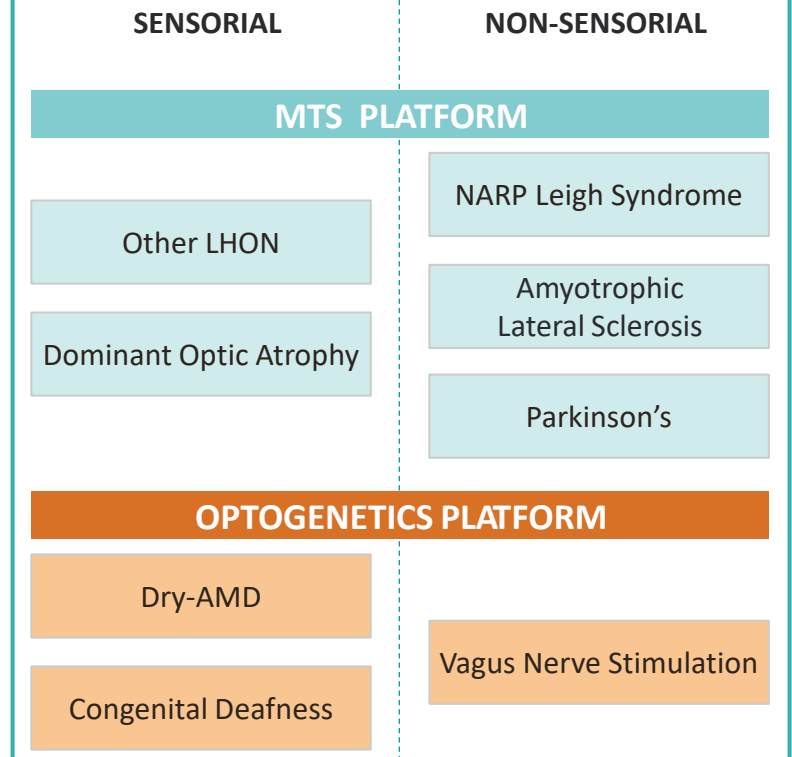 SENSORIAL
NON-SENSORIAL
MTS PLATFORM
Other LHON
Dominant Optic Atrophy
NARP Leigh Syndrome
Amyotrophic
Lateral Sclerosis
Parkinson’s
OPTOGENETICS PLATFORM
Dry-AMD
Congenital Deafness
Vagus Nerve Stimulation